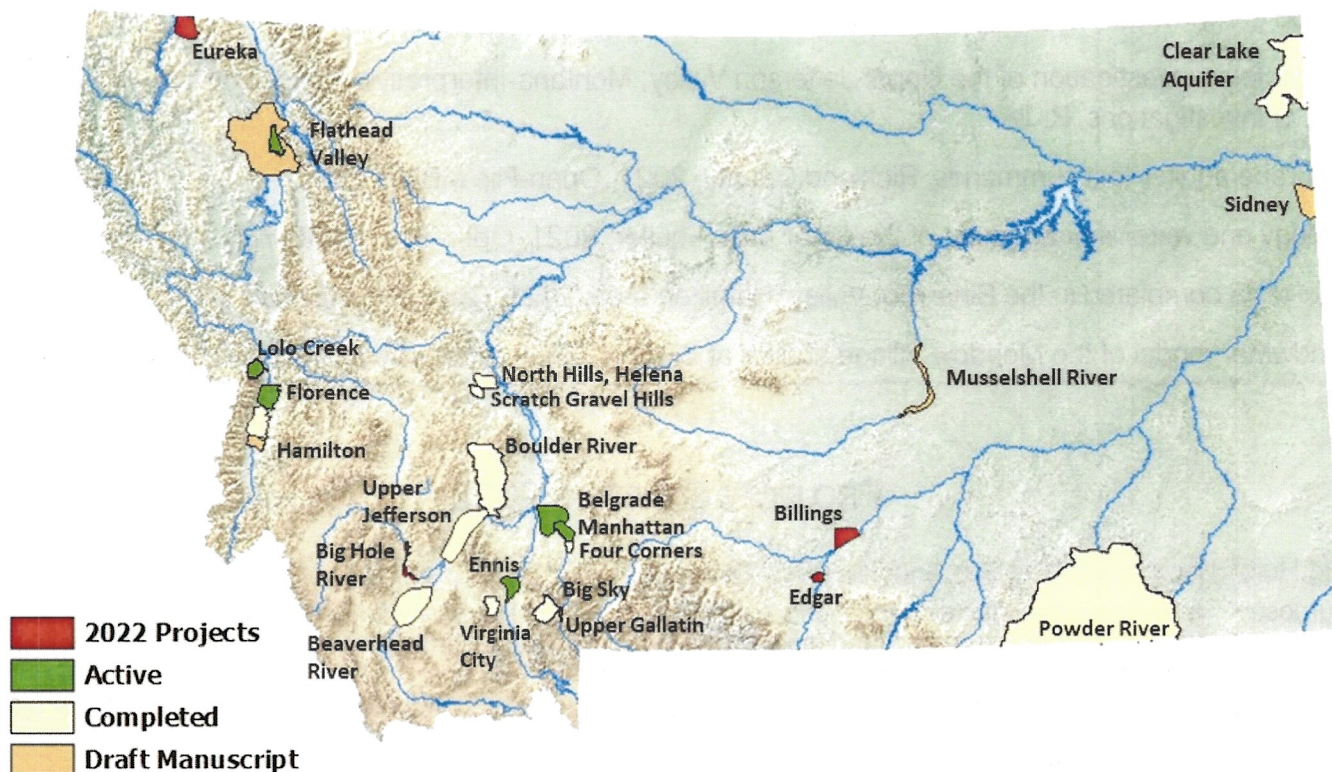 Eureka
Clear Lake
Aquifer
Flathead
Valley
Sidney
Lolo Creek
Florence
North Hills, Helena
Scratch Gravel Hills
Musselshell River
Hamilton
Boulder River
Upper
Jefferson
Belgrade
Manhattan
Four Corners
Billings
Big Hole
River
Ennis
Big Sky
Edgar
Upper Gallatin
Virginia
City
Beaverhead
River
Powder River
2022 Projects
Active
Completed
Draft Manuscript